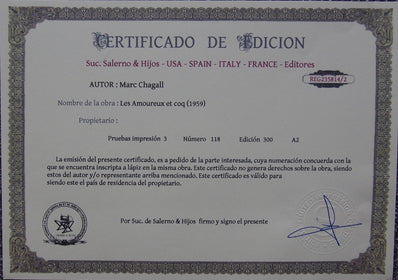 CERTIFICADO DE EDICION
Suc. Salerno & Hijos - USA - SPAIN - ITALY - FRANCE - Editores
REG235814/2
AUTOR : Marc Chagall
Nombre de la obra : Les Amoureux et coq (1959)
Propietario :
Pruebas impresión 3 Número 118 Edición 300 A2
La emisión del presente certificado, es a pedido de la parte interesada, cuya numeración concuerda con la
que se encuentra inscripta a lápiz en la misma obra. Este certificado no genera derechos sobre la obra, siendo
estos del autor y/o representante arriba mencionado. Este certificado es válido para
siendo este el país de residencia del propietario.
Por Suc. de Salerno & Hijos firmo y signo el presente